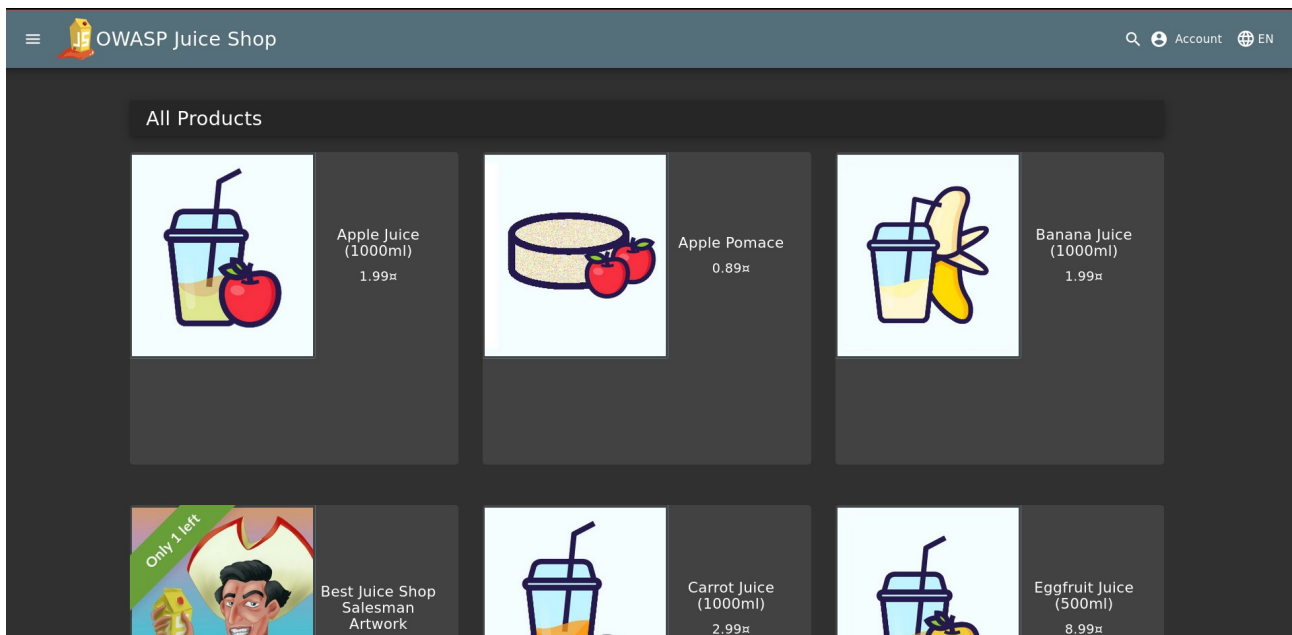 OWASP Juice Shop
Account
EN
All Products
Apple Juice
(1000ml)
1.99¤
Apple Pomace
0.89¤
Banana Juice
(1000ml)
1.99¤
Only 1 left
Best Juice Shop
Salesman
Artwork
Carrot Juice
(1000ml)
2.99¤
Eggfruit Juice
(500ml)
8.99¤